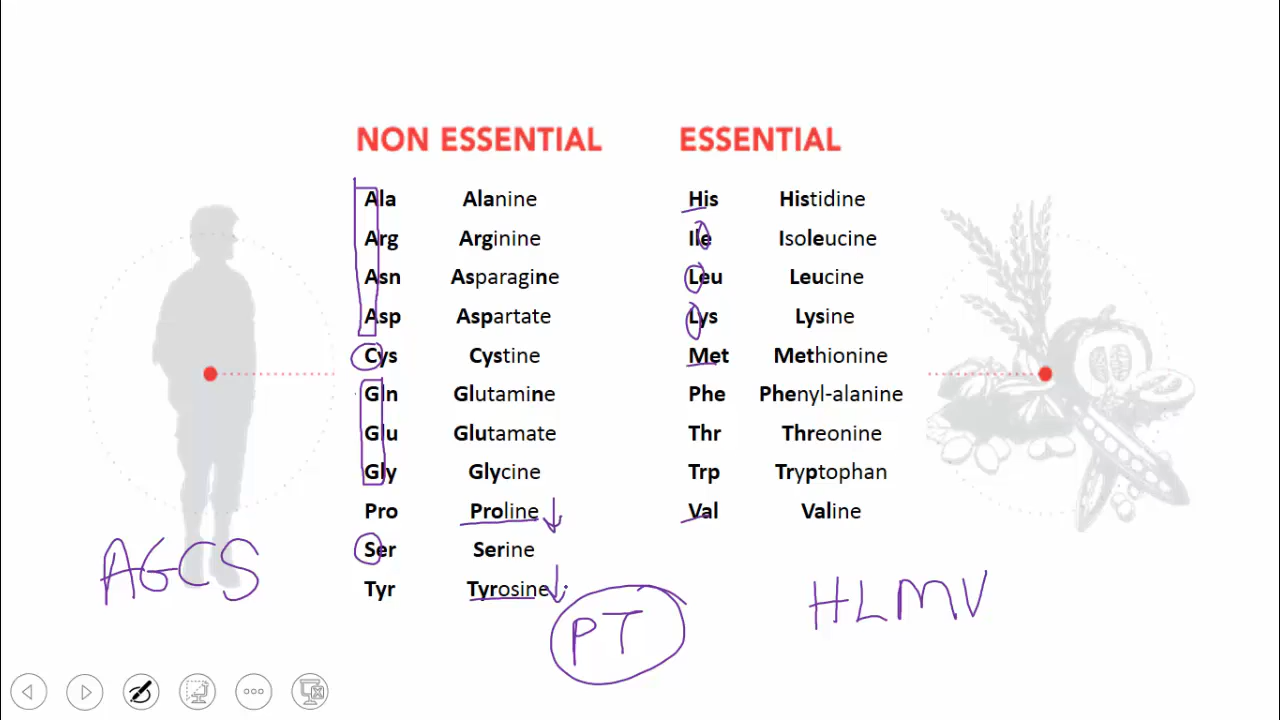 NON ESSENTIAL ESSENTIAL
Ala Alanine His Histidine
Arg Arginine Ile Isoleucine
Asn Asparagine Leu Leucine
Asp Aspartate Lys Lysine
Cys Cystine Met Methionine
Gln Glutamine Phe Phenyl-alanine
Glu Glutamate Thr Threonine
Gly Glycine Trp Tryptophan
Pro Proline Val Valine
Ser Serine
AGCS
Tyr Tyrosine
HLMV
PT